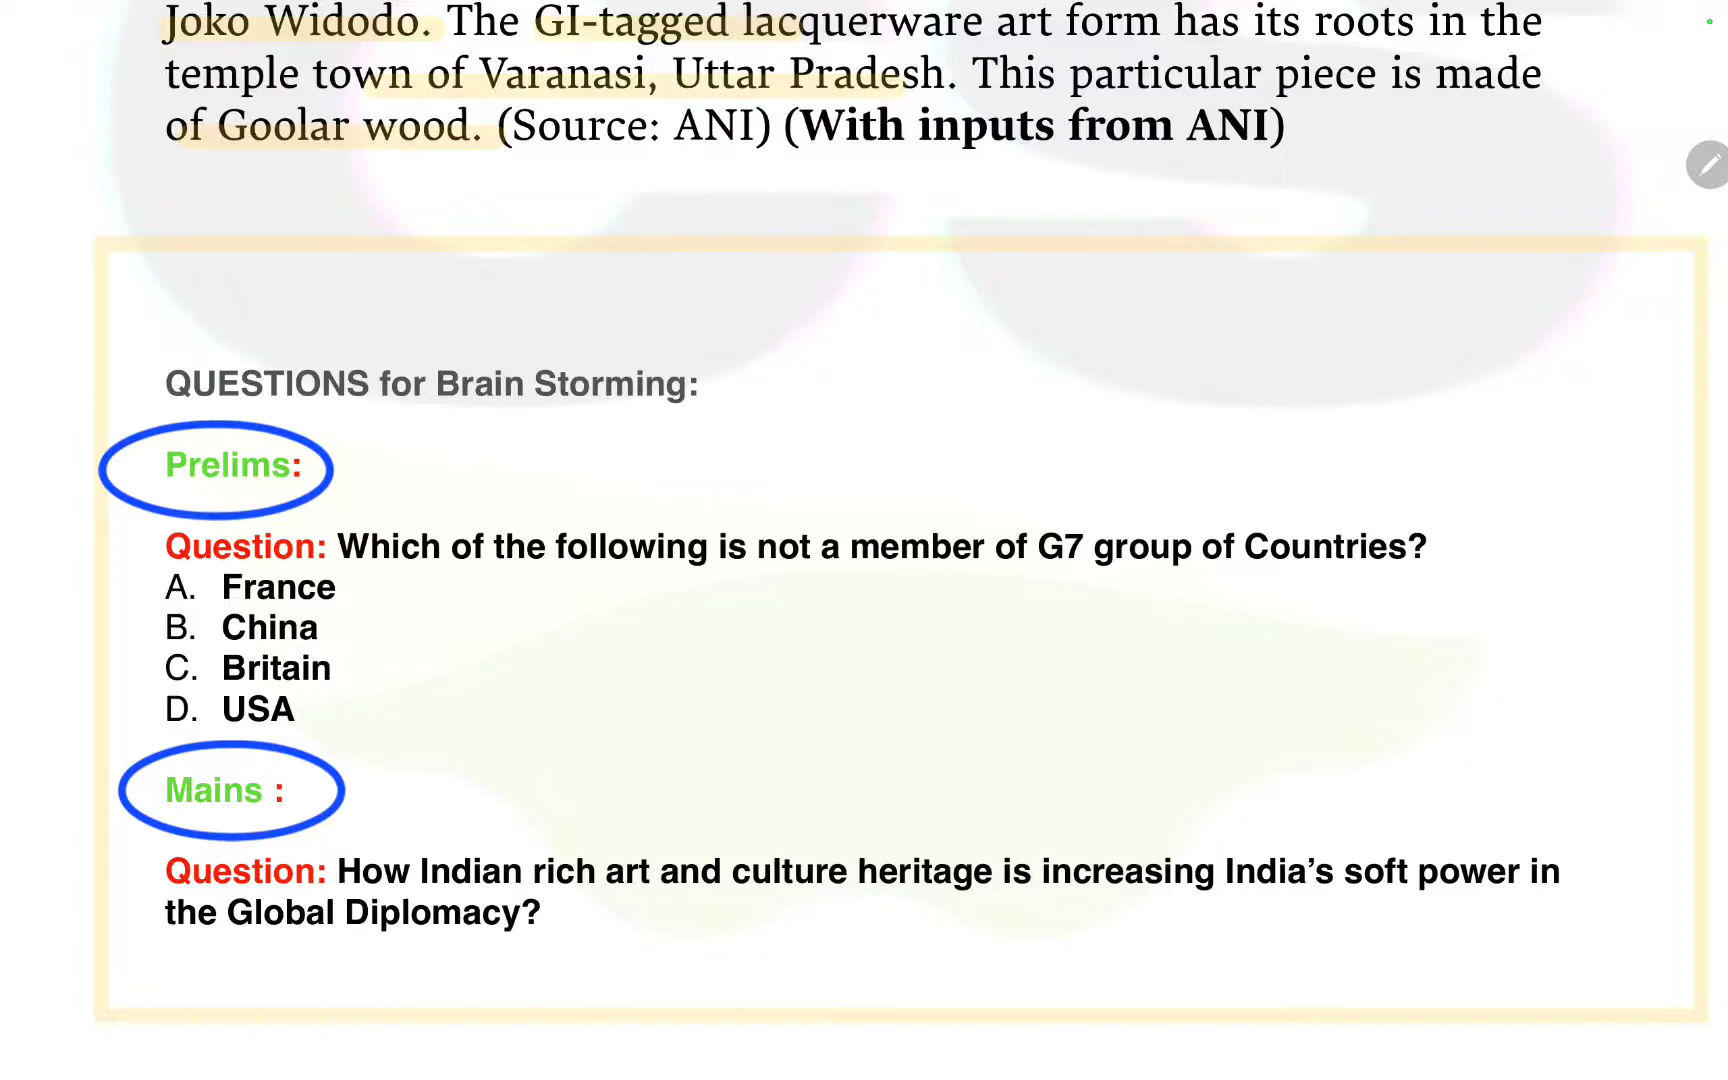 Joko Widodo. The GI-tagged lacquerware art form has its roots in the
temple town of Varanasi, Uttar Pradesh. This particular piece is made
of Goolar wood. (Source: ANI) (With inputs from ANI)
QUESTIONS for Brain Storming:
Prelims:
Question: Which of the following is not a member of G7 group of Countries?
A. France
B. China
C. Britain
D. USA
Mains :
Question: How Indian rich art and culture heritage is increasing India’s soft power in
the Global Diplomacy?